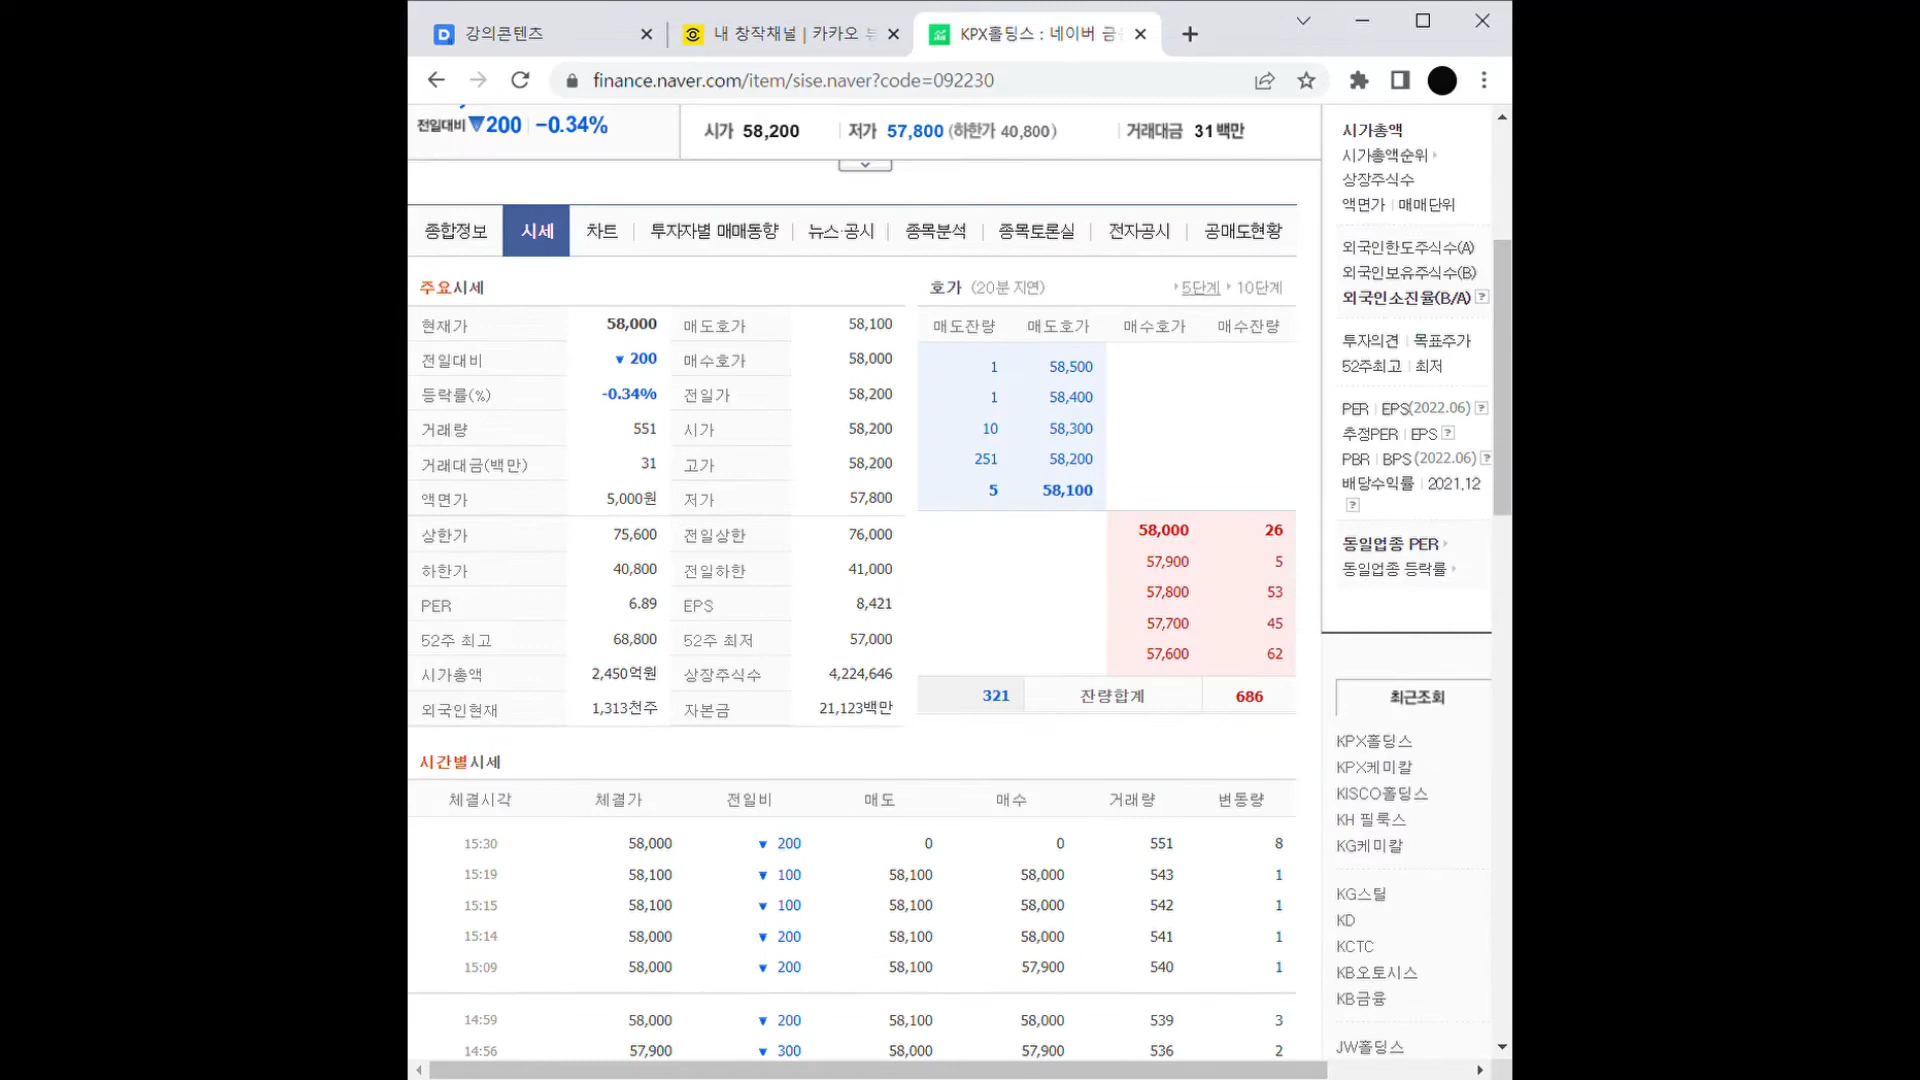 강의콘텐츠
내 창작채널 | 카카오
KPX홀딩스 : 네이버 금
finance.naver.com/item/sise.naver?code=092230
전일대비 ▼200 -0.34%
시가 58,200 저가 57,800 (하한가 40,800) 거래대금 31 백만
종합정보 시세 차트 투자자별 매매동향 뉴스·공시 종목분석 종목토론실 전자공시 공매도현황
주요시세
현재가 58,000 매도호가 58,100
전일대비 ▼ 200 매수호가 58,000
등락률(%) -0.34% 전일가 58,200
거래량 551 시가 58,200
거래대금(백만) 31 고가 58,200
액면가 5,000원 저가 57,800
상한가 75,600 전일상한 76,000
하한가 40,800 전일하한 41,000
PER 6.89 EPS 8,421
52주 최고 68,800 52주 최저 57,000
시가총액 2,450억원 상장주식수 4,224,646
외국인현재 1,313천주 자본금 21,123백만
호가 (20분 지연) 5단계 10단계
매도잔량 매도호가 매수호가 매수잔량
1 58,500
1 58,400
10 58,300
251 58,200
5 58,100
58,000 26
57,900 5
57,800 53
57,700 45
57,600 62
321 잔량합계 686
시간별시세
체결시각 체결가 전일비 매도 매수 거래량 변동량
15:30 58,000 ▼ 200 0 0 551 8
15:19 58,100 ▼ 100 58,100 58,000 543 1
15:15 58,100 ▼ 100 58,100 58,000 542 1
15:14 58,000 ▼ 200 58,100 58,000 541 1
15:09 58,000 ▼ 200 58,100 57,900 540 1
14:59 58,000 ▼ 200 58,100 58,000 539 3
14:56 57,900 ▼ 300 58,000 57,900 536 2
시가총액
시가총액순위
상장주식수
액면가 | 매매단위
외국인한도주식수(A)
외국인보유주식수(B)
외국인소진율(B/A) ?
투자의견 | 목표주가
52주최고 | 최저
PER | EPS(2022.06) ?
추정PER | EPS ?
PBR | BPS (2022.06) ?
배당수익률 | 2021.12
?
동일업종 PER
동일업종 등락률
최근조회
KPX홀딩스
KPX케미칼
KISCO홀딩스
KH 필룩스
KG케미칼
KG스틸
KD
KCTC
KB오토시스
KB금융
JW홀딩스